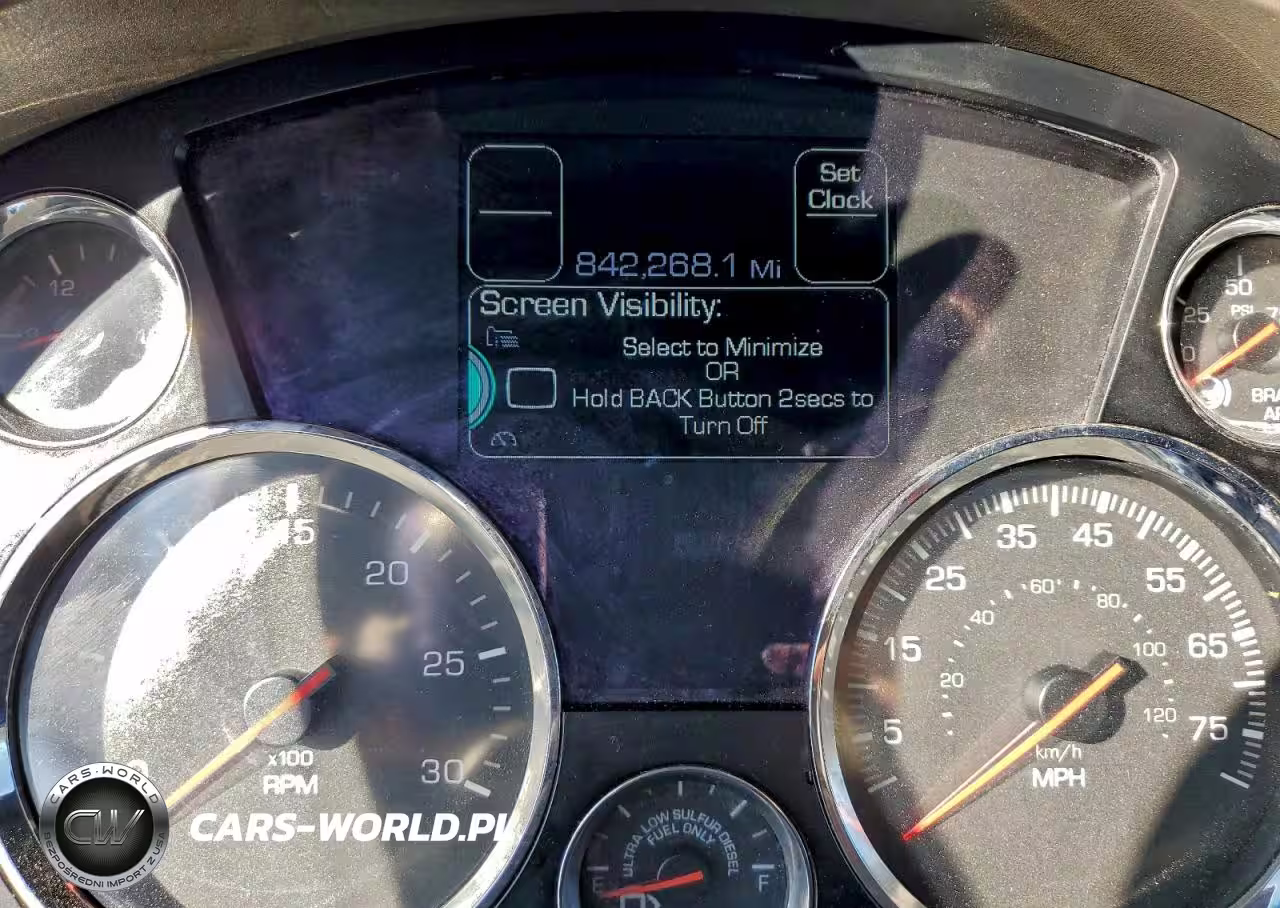 Set
Clock
842,268.1 Mi
Screen Visibility:
Select to Minimize
OR
Hold BACK Button 2secs to
Turn Off
12
50
25
PSI
0
15
20
25
30
x100
RPM
5
15
25
35
45
55
65
75
20
40
60
80
100
120
km/h
MPH
ULTRA LOW SULFUR DIESEL
FUEL ONLY
E
F
CARS-WORLD
CW
BEZPOŚREDNI IMPORT Z USA
CARS-WORLD.PL